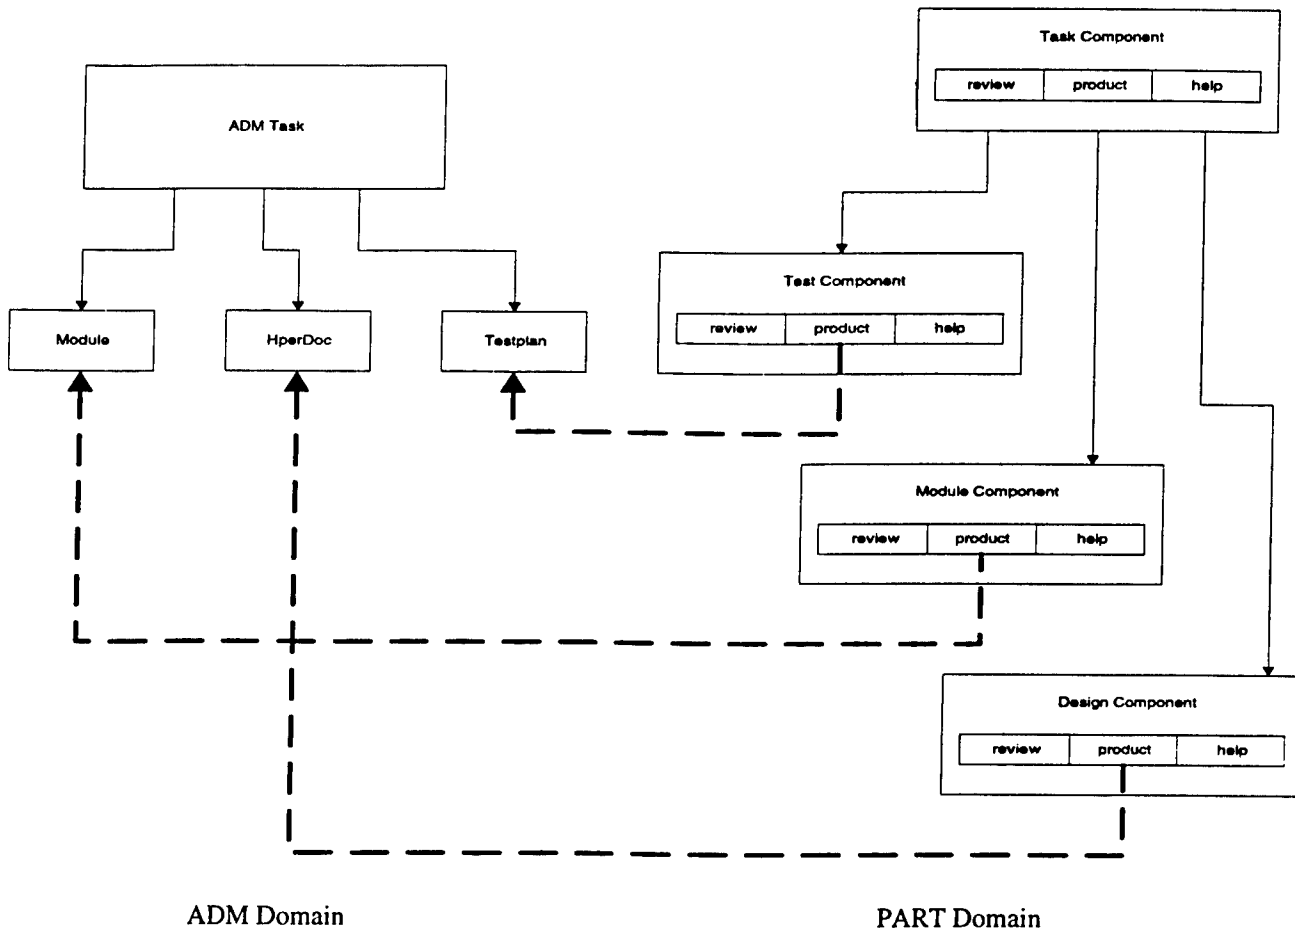 Task Component
review product help
ADM Task
Test Component
review product help
Module HperDoc Testplan
Module Component
review product help
Design Component
review product help
ADM Domain PART Domain